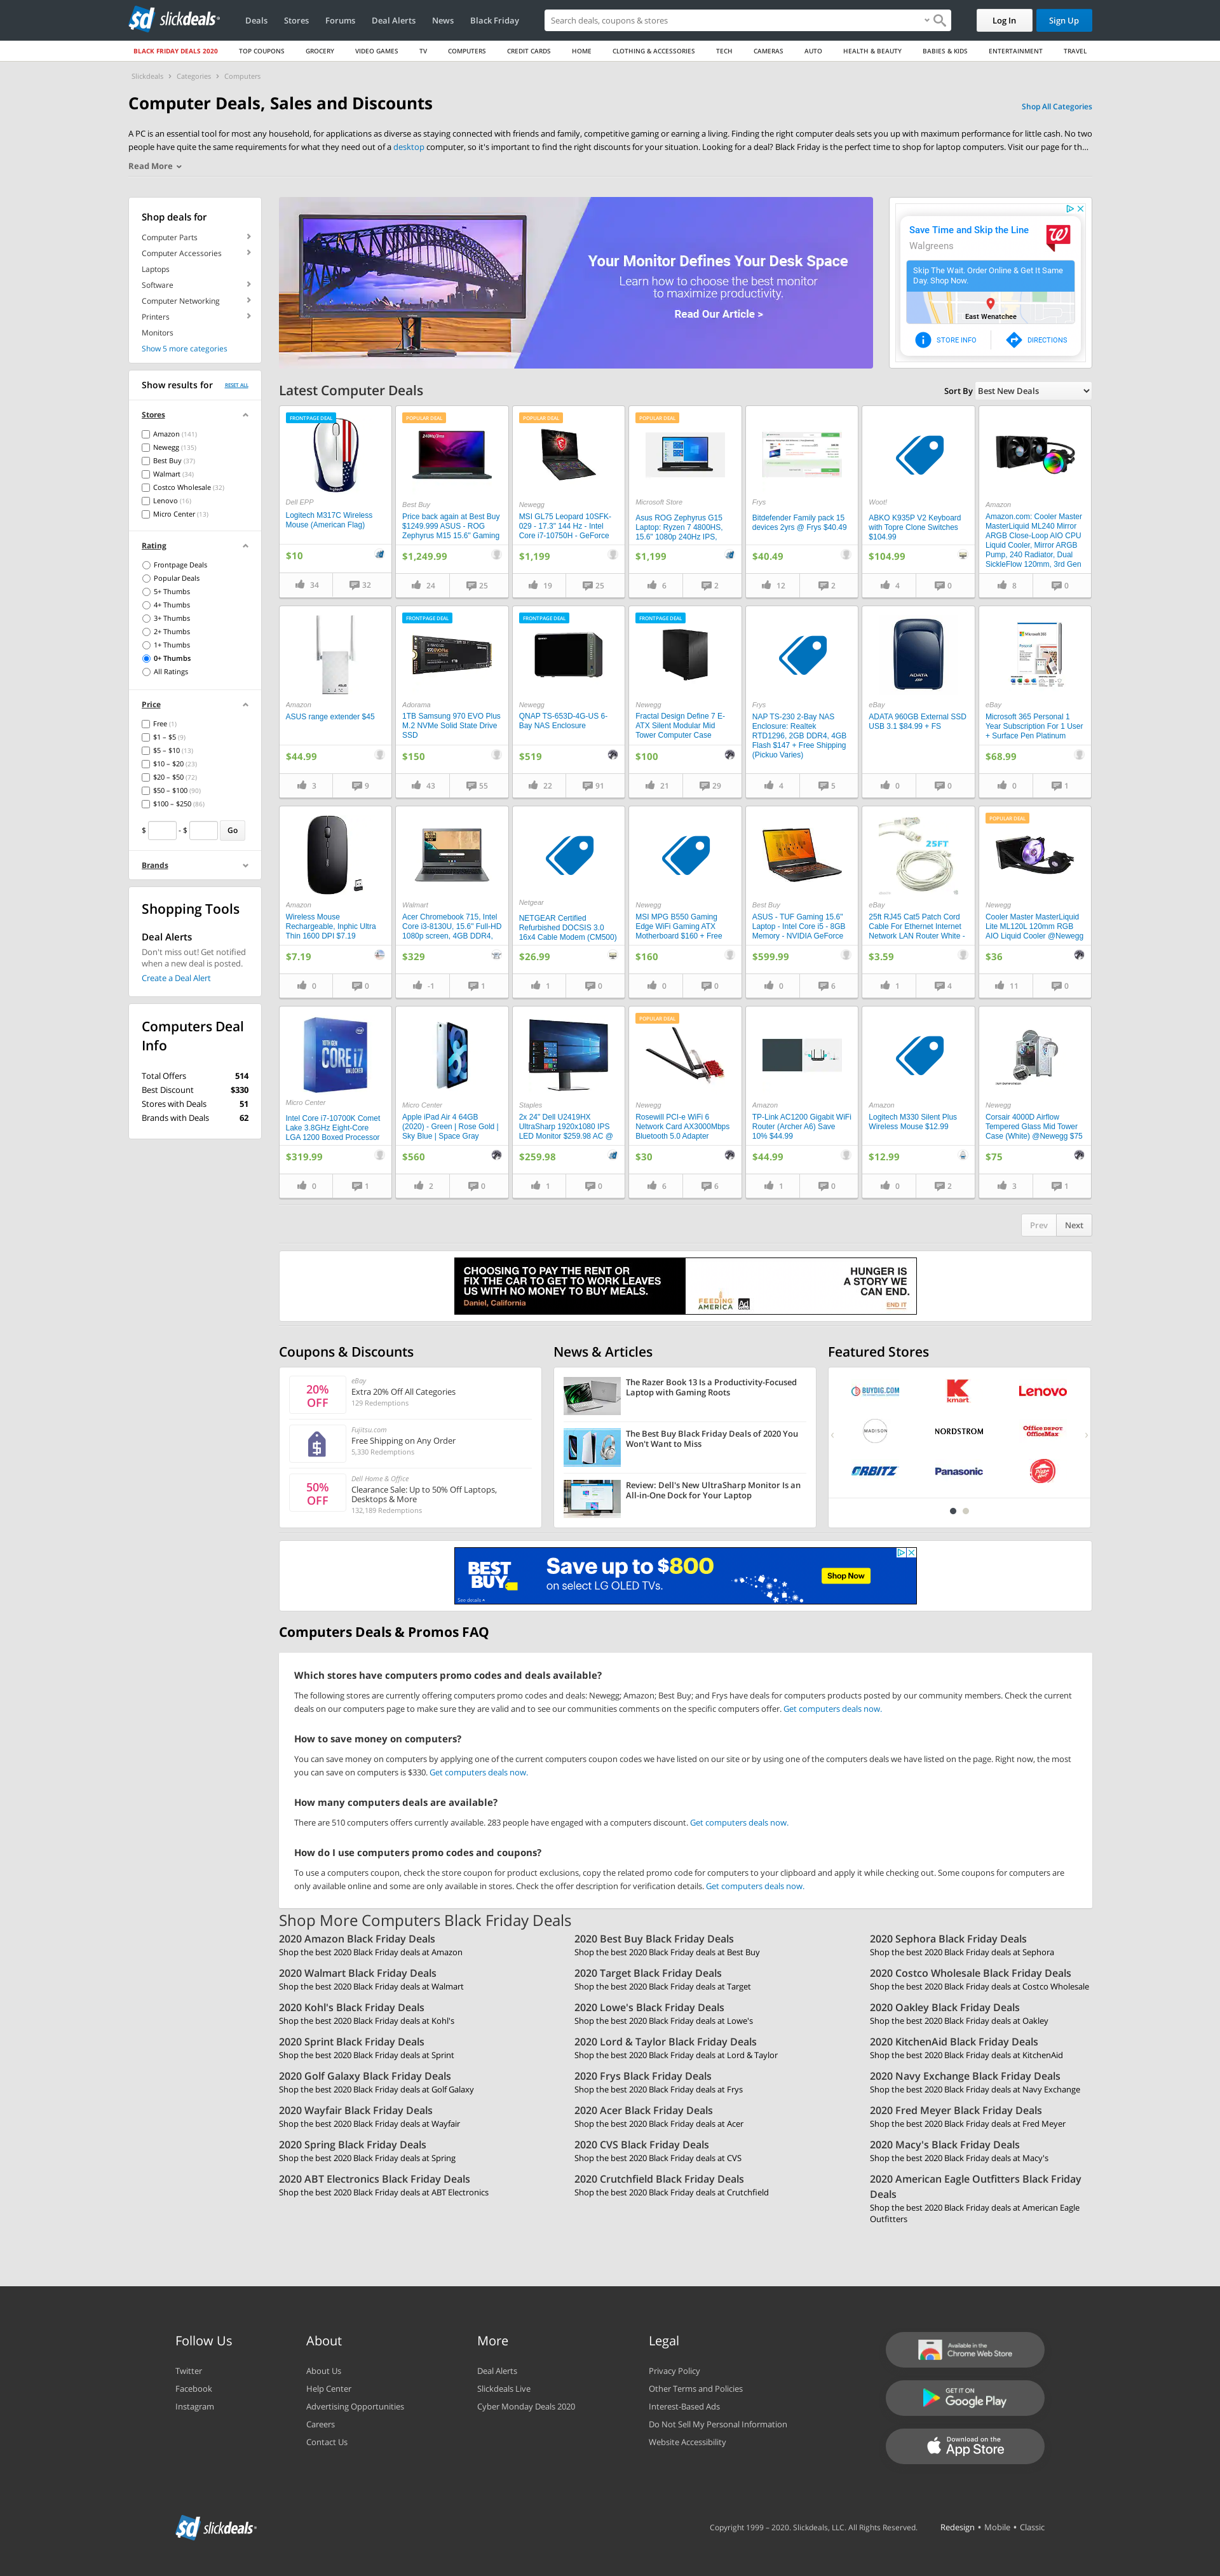 slickdeals
Deals Stores Forums Deal Alerts News Black Friday
Search deals, coupons & stores
Log In
Sign Up
BLACK FRIDAY DEALS 2020 TOP COUPONS GROCERY VIDEO GAMES TV COMPUTERS CREDIT CARDS HOME CLOTHING & ACCESSORIES TECH CAMERAS AUTO HEALTH & BEAUTY BABIES & KIDS ENTERTAINMENT TRAVEL
Slickdeals › Categories › Computers
Computer Deals, Sales and Discounts
Shop All Categories
A PC is an essential tool for most any household, for applications as diverse as staying connected with friends and family, competitive gaming or earning a living. Finding the right computer deals sets you up with maximum performance for little cash. No two
people have quite the same requirements for what they need out of a desktop computer, so it's important to find the right discounts for your situation. Looking for a deal? Black Friday is the perfect time to shop for laptop computers. Visit our page for th...
Read More
Shop deals for
Computer Parts
Computer Accessories
Laptops
Software
Computer Networking
Printers
Monitors
Show 5 more categories
Show results for RESET ALL
Stores
Amazon (141)
Newegg (135)
Best Buy (37)
Walmart (34)
Costco Wholesale (32)
Lenovo (16)
Micro Center (13)
Rating
Frontpage Deals
Popular Deals
5+ Thumbs
4+ Thumbs
3+ Thumbs
2+ Thumbs
1+ Thumbs
0+ Thumbs
All Ratings
Price
Free (1)
$1 – $5 (9)
$5 – $10 (13)
$10 – $20 (23)
$20 – $50 (72)
$50 – $100 (90)
$100 – $250 (86)
$ - $ Go
Brands
Shopping Tools
Deal Alerts
Don't miss out! Get notified
when a new deal is posted.
Create a Deal Alert
Computers Deal
Info
Total Offers 514
Best Discount $330
Stores with Deals 51
Brands with Deals 62
Your Monitor Defines Your Desk Space
Learn how to choose the best monitor
to maximize productivity.
Read Our Article >
Save Time and Skip the Line
Walgreens
Skip The Wait. Order Online & Get It Same
Day. Shop Now.
East Wenatchee
STORE INFO
DIRECTIONS
Latest Computer Deals
Sort By Best New Deals
FRONTPAGE DEAL
Dell EPP
Logitech M317C Wireless
Mouse (American Flag)
$10
34 32
POPULAR DEAL
Best Buy
Price back again at Best Buy
$1249.999 ASUS - ROG
Zephyrus M15 15.6" Gaming
$1,249.99
24 25
POPULAR DEAL
Newegg
MSI GL75 Leopard 10SFK-
029 - 17.3" 144 Hz - Intel
Core i7-10750H - GeForce
$1,199
19 25
POPULAR DEAL
Microsoft Store
Asus ROG Zephyrus G15
Laptop: Ryzen 7 4800HS,
15.6" 1080p 240Hz IPS,
$1,199
6 2
Frys
Bitdefender Family pack 15
devices 2yrs @ Frys $40.49
$40.49
12 2
Woot!
ABKO K935P V2 Keyboard
with Topre Clone Switches
$104.99
$104.99
4 0
Amazon
Amazon.com: Cooler Master
MasterLiquid ML240 Mirror
ARGB Close-Loop AIO CPU
Liquid Cooler, Mirror ARGB
Pump, 240 Radiator, Dual
SickleFlow 120mm, 3rd Gen
8 0
Amazon
ASUS range extender $45
$44.99
3 9
FRONTPAGE DEAL
Adorama
1TB Samsung 970 EVO Plus
M.2 NVMe Solid State Drive
SSD
$150
43 55
FRONTPAGE DEAL
Newegg
QNAP TS-653D-4G-US 6-
Bay NAS Enclosure
$519
22 91
FRONTPAGE DEAL
Newegg
Fractal Design Define 7 E-
ATX Silent Modular Mid
Tower Computer Case
$100
21 29
Frys
NAP TS-230 2-Bay NAS
Enclosure: Realtek
RTD1296, 2GB DDR4, 4GB
Flash $147 + Free Shipping
(Pickuo Varies)
4 5
eBay
ADATA 960GB External SSD
USB 3.1 $84.99 + FS
0 0
eBay
Microsoft 365 Personal 1
Year Subscription For 1 User
+ Surface Pen Platinum
$68.99
0 1
Amazon
Wireless Mouse
Rechargeable, Inphic Ultra
Thin 1600 DPI $7.19
$7.19
0 0
Walmart
Acer Chromebook 715, Intel
Core i3-8130U, 15.6" Full-HD
1080p screen, 4GB DDR4,
$329
-1 1
Netgear
NETGEAR Certified
Refurbished DOCSIS 3.0
16x4 Cable Modem (CM500)
$26.99
1 0
Newegg
MSI MPG B550 Gaming
Edge WiFi Gaming ATX
Motherboard $160 + Free
$160
0 0
Best Buy
ASUS - TUF Gaming 15.6"
Laptop - Intel Core i5 - 8GB
Memory - NVIDIA GeForce
$599.99
0 6
25FT
eBay
25ft RJ45 Cat5 Patch Cord
Cable For Ethernet Internet
Network LAN Router White -
$3.59
1 4
POPULAR DEAL
Newegg
Cooler Master MasterLiquid
Lite ML120L 120mm RGB
AIO Liquid Cooler @Newegg
$36
11 0
Micro Center
Intel Core i7-10700K Comet
Lake 3.8GHz Eight-Core
LGA 1200 Boxed Processor
$319.99
0 1
Micro Center
Apple iPad Air 4 64GB
(2020) - Green | Rose Gold |
Sky Blue | Space Gray
$560
2 0
Staples
2x 24" Dell U2419HX
UltraSharp 1920x1080 IPS
LED Monitor $259.98 AC @
$259.98
1 0
POPULAR DEAL
Newegg
Rosewill PCI-e WiFi 6
Network Card AX3000Mbps
Bluetooth 5.0 Adapter
$30
6 6
Amazon
TP-Link AC1200 Gigabit WiFi
Router (Archer A6) Save
10% $44.99
$44.99
1 0
Amazon
Logitech M330 Silent Plus
Wireless Mouse $12.99
$12.99
0 2
Newegg
Corsair 4000D Airflow
Tempered Glass Mid Tower
Case (White) @Newegg $75
$75
3 1
Prev Next
CHOOSING TO PAY THE RENT OR
FIX THE CAR TO GET TO WORK LEAVES
US WITH NO MONEY TO BUY MEALS.
Daniel, California
FEEDING AMERICA
Ad
HUNGER IS
A STORY WE
CAN END.
END IT
Coupons & Discounts
20% OFF
eBay
Extra 20% Off All Categories
129 Redemptions
Fujitsu.com
Free Shipping on Any Order
5,330 Redemptions
50% OFF
Dell Home & Office
Clearance Sale: Up to 50% Off Laptops,
Desktops & More
132,189 Redemptions
News & Articles
The Razer Book 13 Is a Productivity-Focused
Laptop with Gaming Roots
The Best Buy Black Friday Deals of 2020 You
Won't Want to Miss
Review: Dell's New UltraSharp Monitor Is an
All-in-One Dock for Your Laptop
Featured Stores
BUYDIG.COM kmart Lenovo
MADISON NORDSTROM Office DEPOT OfficeMax
ORBITZ Panasonic Pizza Hut
BEST BUY
See details
Save up to $800
on select LG OLED TVs.
Shop Now
Computers Deals & Promos FAQ
Which stores have computers promo codes and deals available?
The following stores are currently offering computers promo codes and deals: Newegg; Amazon; Best Buy; and Frys have deals for computers products posted by our community members. Check the current
deals on our computers page to make sure they are valid and to see our communities comments on the specific computers offer. Get computers deals now.
How to save money on computers?
You can save money on computers by applying one of the current computers coupon codes we have listed on our site or by using one of the computers deals we have listed on the page. Right now, the most
you can save on computers is $330. Get computers deals now.
How many computers deals are available?
There are 510 computers offers currently available. 283 people have engaged with a computers discount. Get computers deals now.
How do I use computers promo codes and coupons?
To use a computers coupon, check the store coupon for product exclusions, copy the related promo code for computers to your clipboard and apply it while checking out. Some coupons for computers are
only available online and some are only available in stores. Check the offer description for verification details. Get computers deals now.
Shop More Computers Black Friday Deals
2020 Amazon Black Friday Deals
Shop the best 2020 Black Friday deals at Amazon
2020 Best Buy Black Friday Deals
Shop the best 2020 Black Friday deals at Best Buy
2020 Sephora Black Friday Deals
Shop the best 2020 Black Friday deals at Sephora
2020 Walmart Black Friday Deals
Shop the best 2020 Black Friday deals at Walmart
2020 Target Black Friday Deals
Shop the best 2020 Black Friday deals at Target
2020 Costco Wholesale Black Friday Deals
Shop the best 2020 Black Friday deals at Costco Wholesale
2020 Kohl's Black Friday Deals
Shop the best 2020 Black Friday deals at Kohl's
2020 Lowe's Black Friday Deals
Shop the best 2020 Black Friday deals at Lowe's
2020 Oakley Black Friday Deals
Shop the best 2020 Black Friday deals at Oakley
2020 Sprint Black Friday Deals
Shop the best 2020 Black Friday deals at Sprint
2020 Lord & Taylor Black Friday Deals
Shop the best 2020 Black Friday deals at Lord & Taylor
2020 KitchenAid Black Friday Deals
Shop the best 2020 Black Friday deals at KitchenAid
2020 Golf Galaxy Black Friday Deals
Shop the best 2020 Black Friday deals at Golf Galaxy
2020 Frys Black Friday Deals
Shop the best 2020 Black Friday deals at Frys
2020 Navy Exchange Black Friday Deals
Shop the best 2020 Black Friday deals at Navy Exchange
2020 Wayfair Black Friday Deals
Shop the best 2020 Black Friday deals at Wayfair
2020 Acer Black Friday Deals
Shop the best 2020 Black Friday deals at Acer
2020 Fred Meyer Black Friday Deals
Shop the best 2020 Black Friday deals at Fred Meyer
2020 Spring Black Friday Deals
Shop the best 2020 Black Friday deals at Spring
2020 CVS Black Friday Deals
Shop the best 2020 Black Friday deals at CVS
2020 Macy's Black Friday Deals
Shop the best 2020 Black Friday deals at Macy's
2020 ABT Electronics Black Friday Deals
Shop the best 2020 Black Friday deals at ABT Electronics
2020 Crutchfield Black Friday Deals
Shop the best 2020 Black Friday deals at Crutchfield
2020 American Eagle Outfitters Black Friday
Deals
Shop the best 2020 Black Friday deals at American Eagle
Outfitters
Follow Us
Twitter
Facebook
Instagram
About
About Us
Help Center
Advertising Opportunities
Careers
Contact Us
More
Deal Alerts
Slickdeals Live
Cyber Monday Deals 2020
Legal
Privacy Policy
Other Terms and Policies
Interest-Based Ads
Do Not Sell My Personal Information
Website Accessibility
Available in the
Chrome Web Store
GET IT ON
Google Play
Download on the
App Store
slickdeals
Copyright 1999 – 2020. Slickdeals, LLC. All Rights Reserved. Redesign • Mobile • Classic